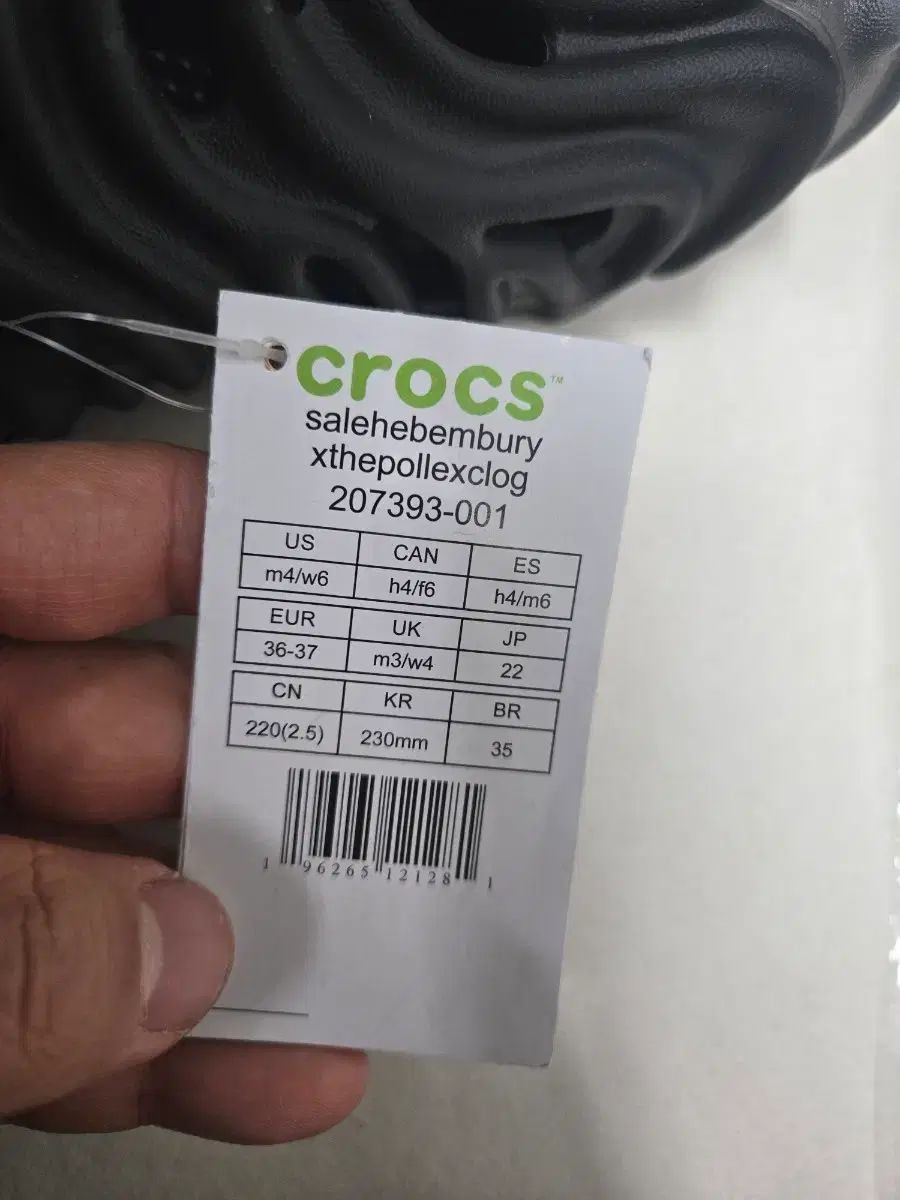 crocs™
salehebembury
xthepollexclog
207393-001
US CAN ES
m4/w6 h4/f6 h4/m6
EUR UK JP
36-37 m3/w4 22
CN KR BR
220(2.5) 230mm 35
1 96265 12128 1